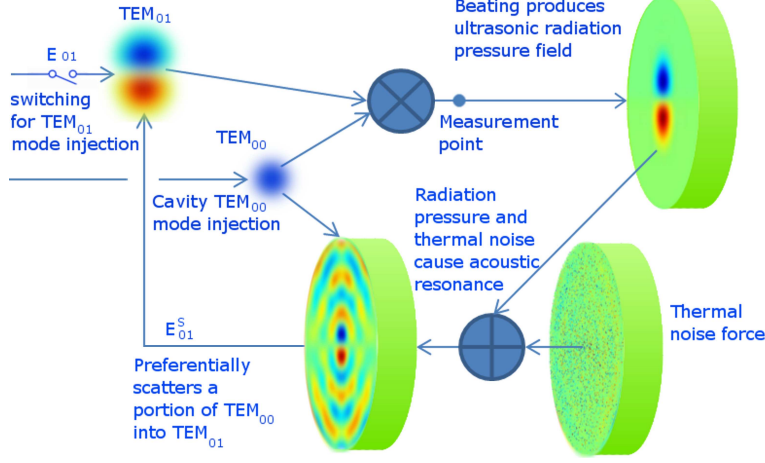 TEM01
Beating produces
ultrasonic radiation
pressure field
E 01
switching
for TEM01
mode injection
TEM00
Measurement
point
Cavity TEM00
mode injection
Radiation
pressure and
thermal noise
cause acoustic
resonance
Thermal
noise force
E S 01
Preferentially
scatters a
portion of TEM00
into TEM01